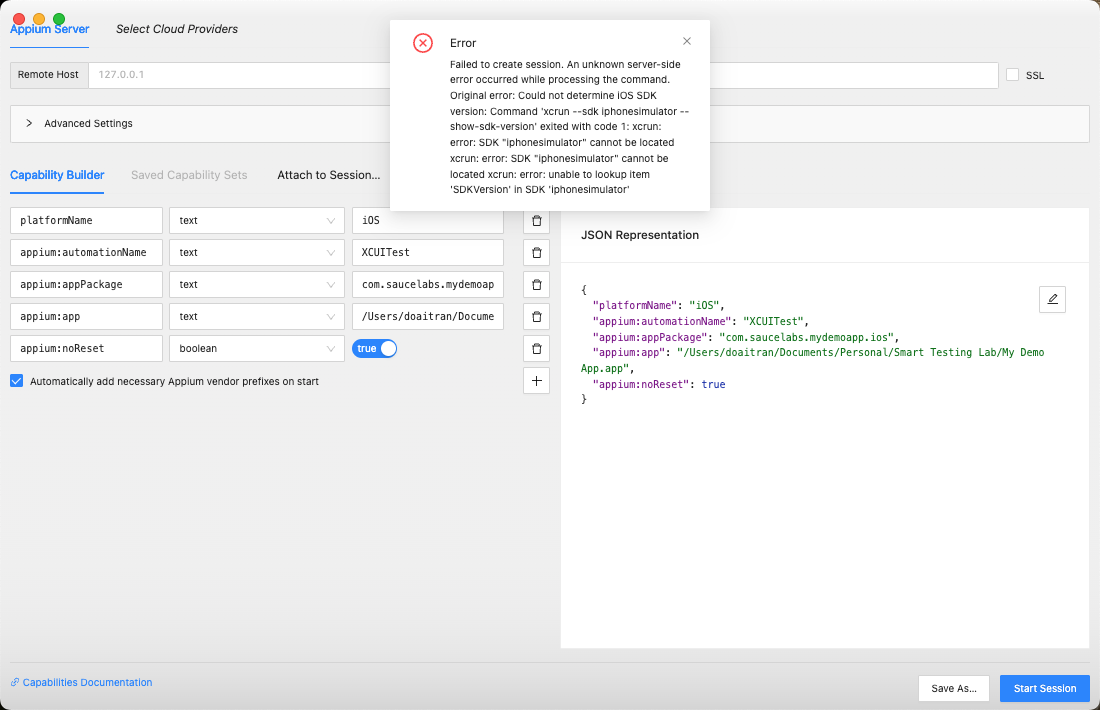 Appium Server
Select Cloud Providers
Remote Host
127.0.0.1
SSL
Advanced Settings
Error
Failed to create session. An unknown server-side
error occurred while processing the command.
Original error: Could not determine iOS SDK
version: Command 'xcrun --sdk iphonesimulator --
show-sdk-version' exited with code 1: xcrun:
error: SDK "iphonesimulator" cannot be located
xcrun: error: SDK "iphonesimulator" cannot be
located xcrun: error: unable to lookup item
'SDKVersion' in SDK 'iphonesimulator'
Capability Builder
Saved Capability Sets
Attach to Session...
platformName text iOS
appium:automationName text XCUITest
appium:appPackage text com.saucelabs.mydemoap
appium:app text /Users/doaitran/Docume
appium:noReset boolean true
Automatically add necessary Appium vendor prefixes on start
JSON Representation
{
"platformName": "iOS",
"appium:automationName": "XCUITest",
"appium:appPackage": "com.saucelabs.mydemoapp.ios",
"appium:app": "/Users/doaitran/Documents/Personal/Smart Testing Lab/My Demo
App.app",
"appium:noReset": true
}
Capabilities Documentation
Save As...
Start Session